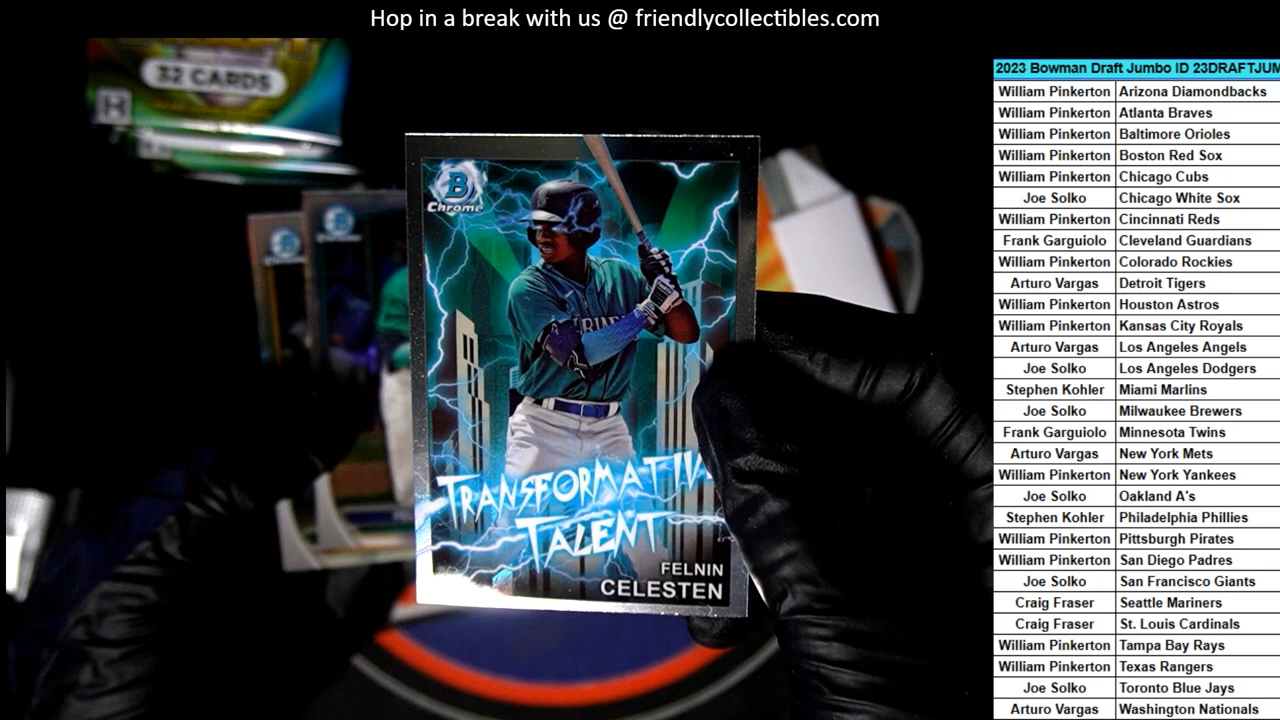 Hop in a break with us @ friendlycollectibles.com
32 CARDS
H
B
Chrome
TRANSFORMATIV
TALENT
FELNIN
CELESTEN
2023 Bowman Draft Jumbo ID 23DRAFTJUM
William Pinkerton Arizona Diamondbacks
William Pinkerton Atlanta Braves
William Pinkerton Baltimore Orioles
William Pinkerton Boston Red Sox
William Pinkerton Chicago Cubs
Joe Solko Chicago White Sox
William Pinkerton Cincinnati Reds
Frank Garguiolo Cleveland Guardians
William Pinkerton Colorado Rockies
Arturo Vargas Detroit Tigers
William Pinkerton Houston Astros
William Pinkerton Kansas City Royals
Arturo Vargas Los Angeles Angels
Joe Solko Los Angeles Dodgers
Stephen Kohler Miami Marlins
Joe Solko Milwaukee Brewers
Frank Garguiolo Minnesota Twins
Arturo Vargas New York Mets
William Pinkerton New York Yankees
Joe Solko Oakland A's
Stephen Kohler Philadelphia Phillies
William Pinkerton Pittsburgh Pirates
William Pinkerton San Diego Padres
Joe Solko San Francisco Giants
Craig Fraser Seattle Mariners
Craig Fraser St. Louis Cardinals
William Pinkerton Tampa Bay Rays
William Pinkerton Texas Rangers
Joe Solko Toronto Blue Jays
Arturo Vargas Washington Nationals